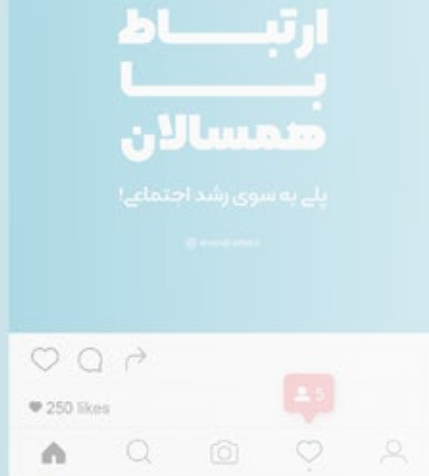 ارتباط
با
همسالان
پلی به سوی رشد اجتماعی!
250 likes
5